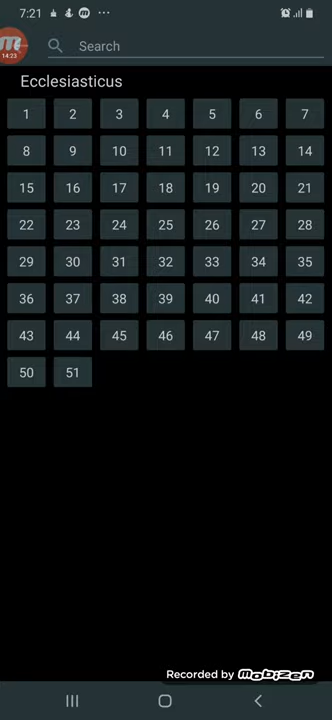 7:21
Search
14:23
Ecclesiasticus
1 2 3 4 5 6 7
8 9 10 11 12 13 14
15 16 17 18 19 20 21
22 23 24 25 26 27 28
29 30 31 32 33 34 35
36 37 38 39 40 41 42
43 44 45 46 47 48 49
50 51
Recorded by Mobizen